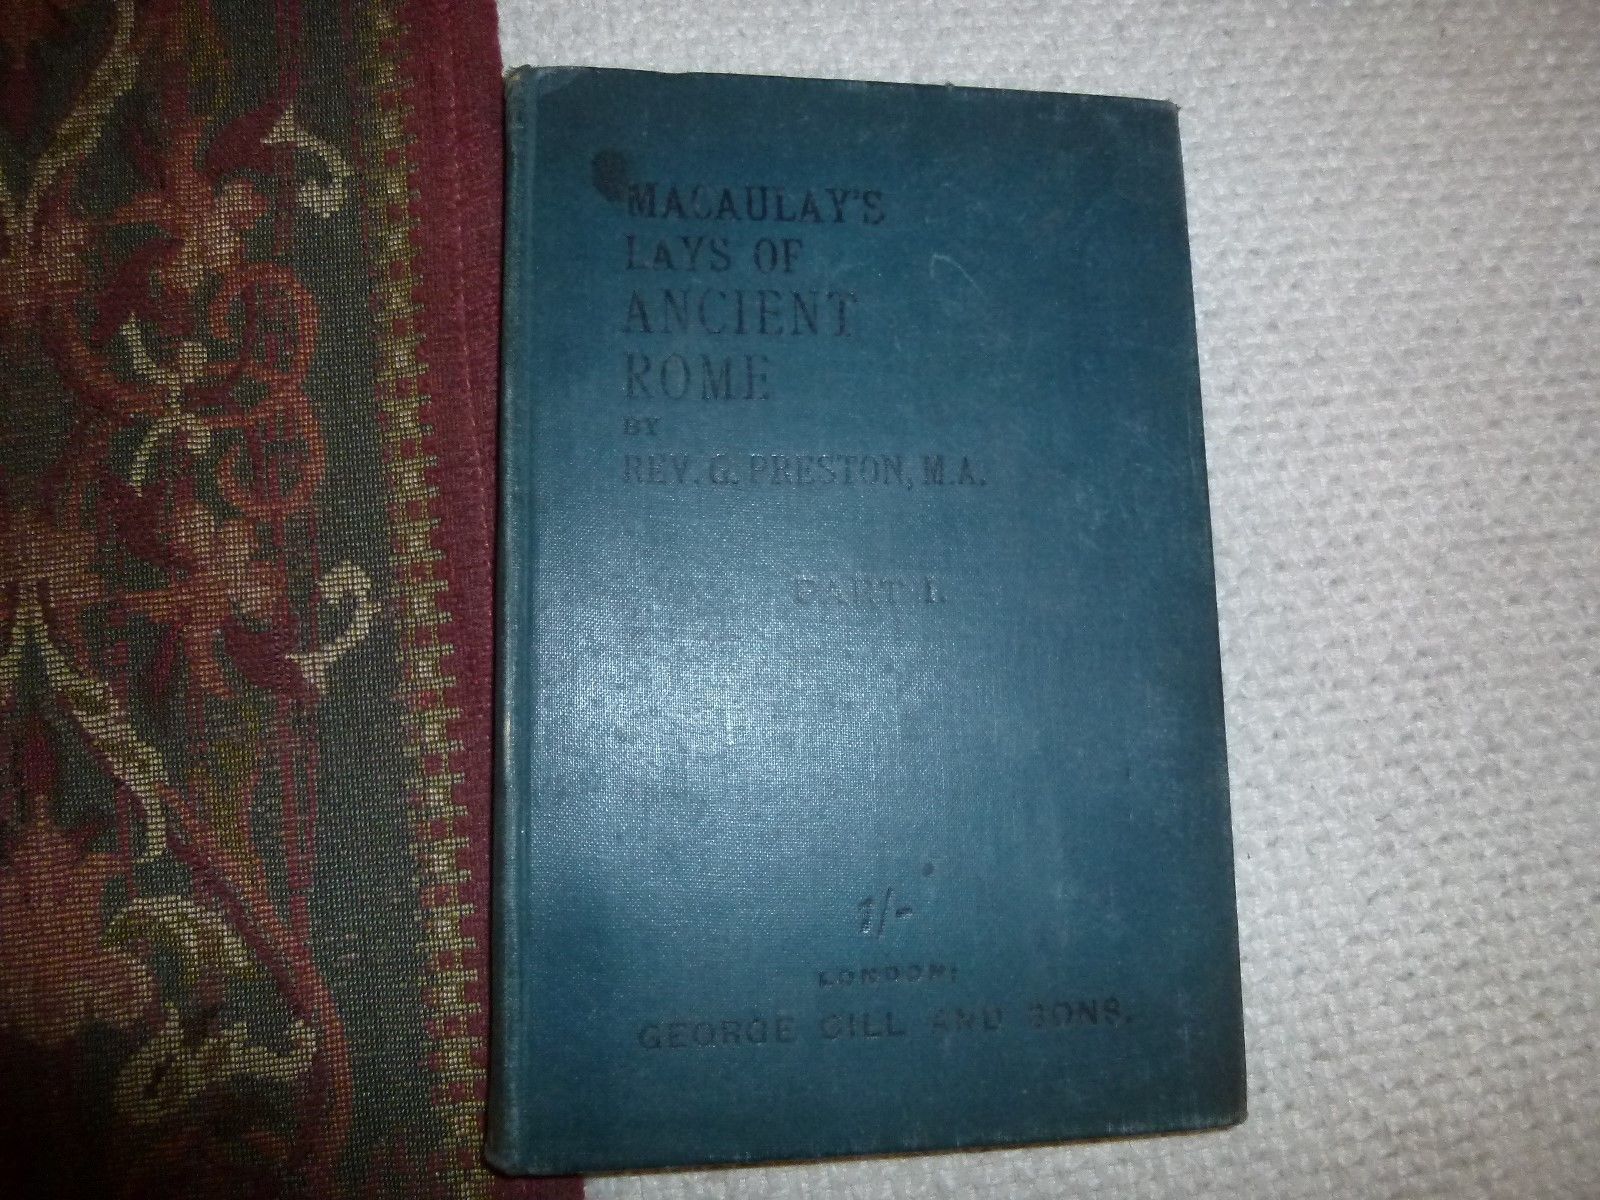 MACAULAY'S
LAYS OF
ANCIENT
ROME
BY
REV. G. PRESTON, M.A.
PART I.
1/-
LONDON:
GEORGE GILL AND SONS.